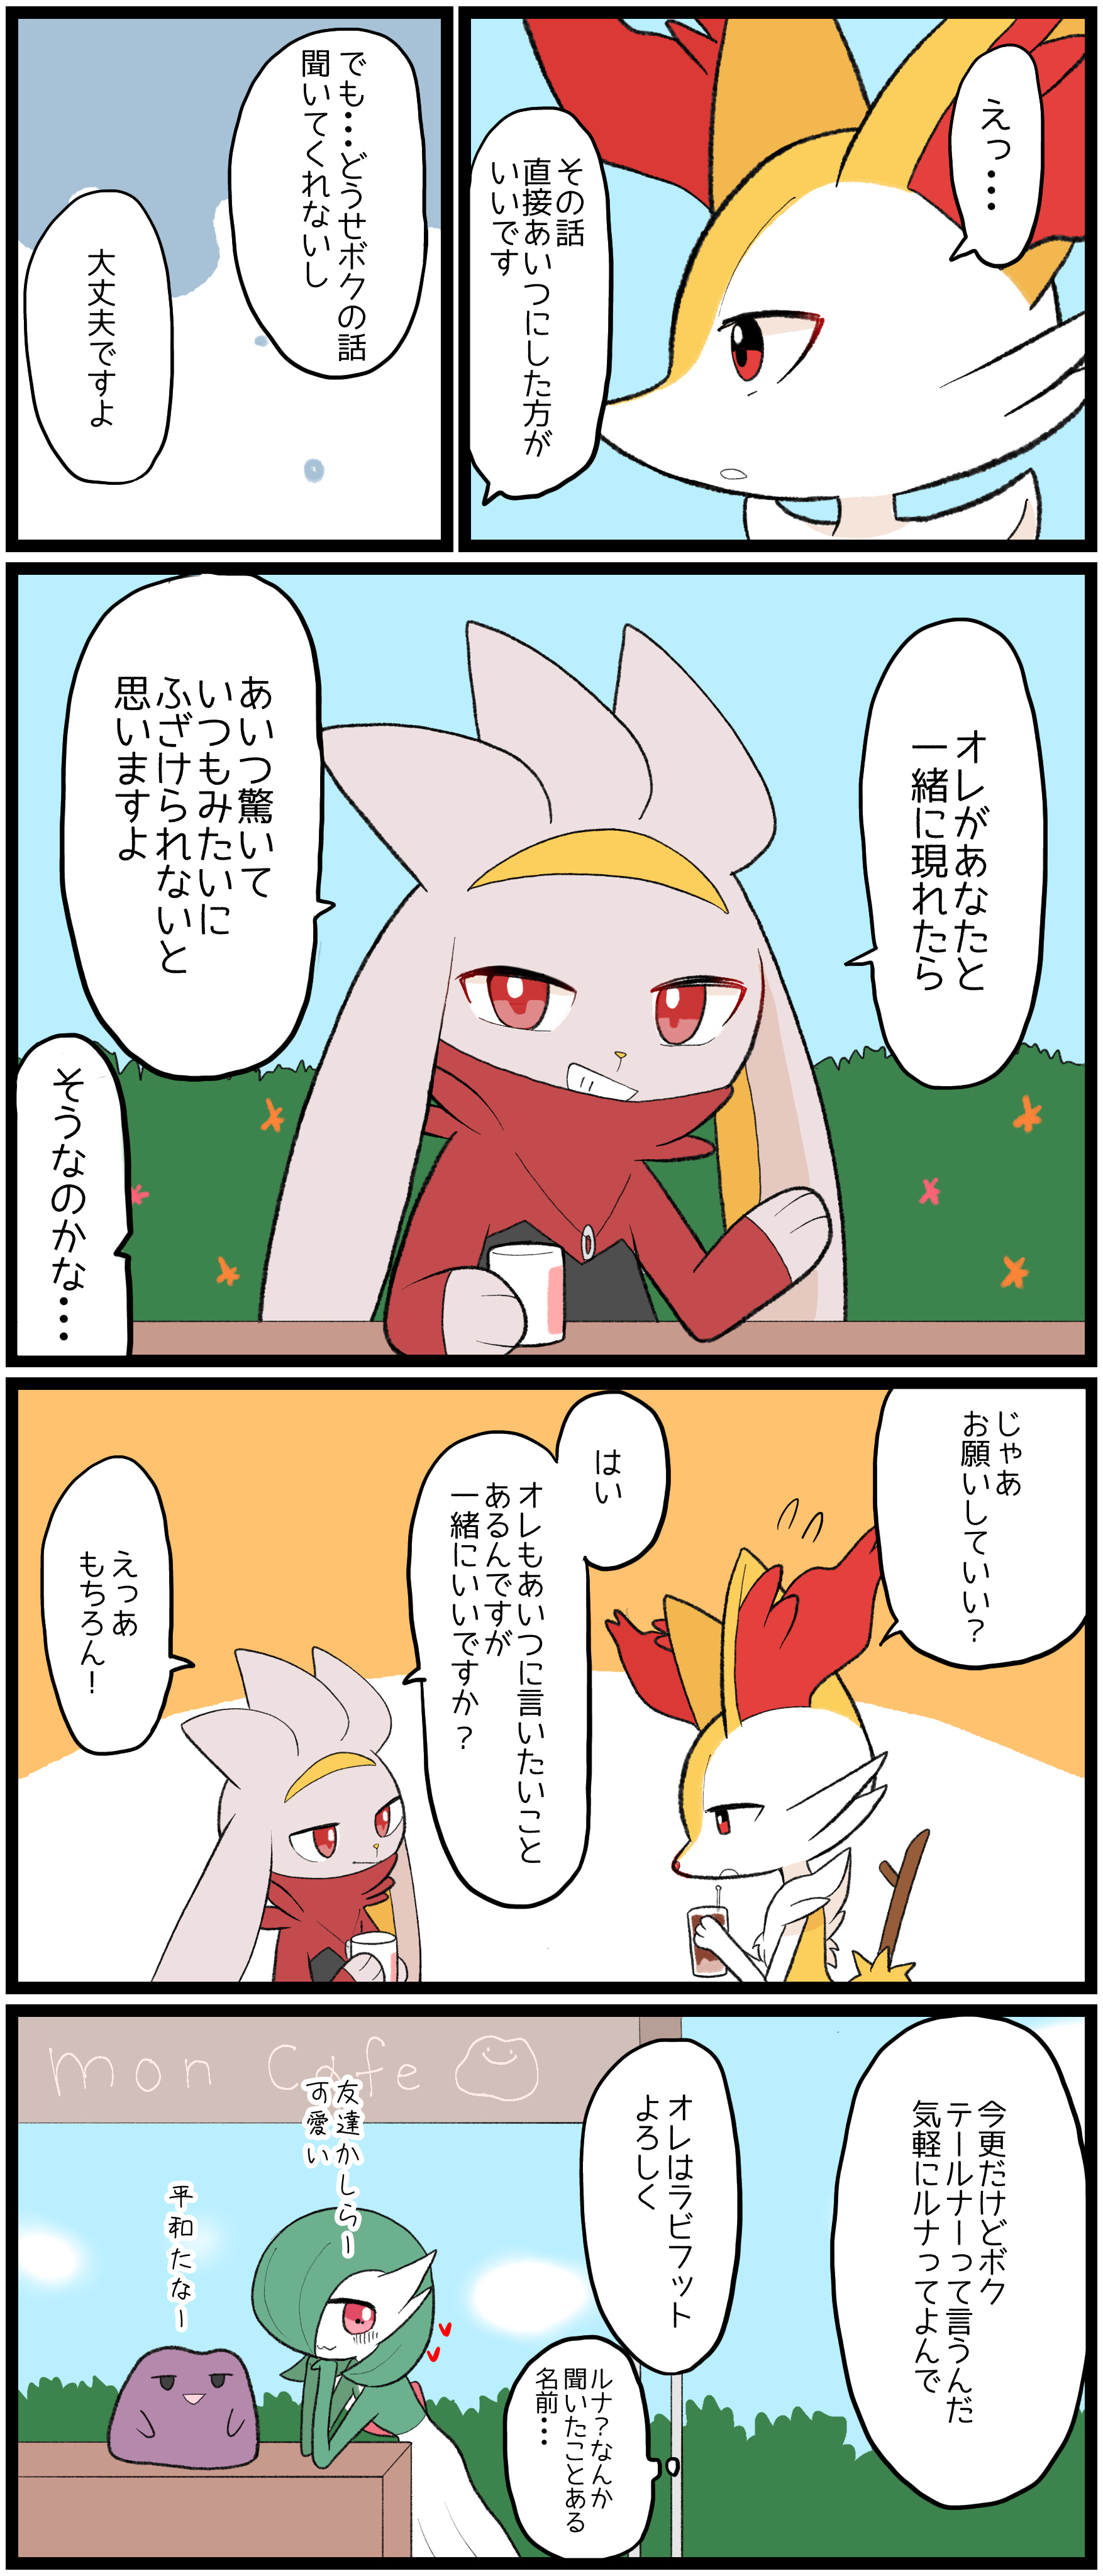 えっ・・・
その話
直接あいつにした方が
いいです
でも・・・どうせボクの話
聞いてくれないし
大丈夫ですよ
オレがあなたと
一緒に現れたら
あいつ驚いて
いつもみたいに
ふざけられないと
思いますよ
そうなのかな・・・
じゃあ
お願いしていい?
はい
オレもあいつに言いたいこと
あるんですが
一緒にいいですか?
えっあ
もちろん!
今更だけどボク
テールナーって言うんだ
気軽にルナってよんで
オレはラビフット
よろしく
ルナ?なんか
聞いたことある
名前・・・
mon Cafe
友達かしらー
可愛い
平和だなー